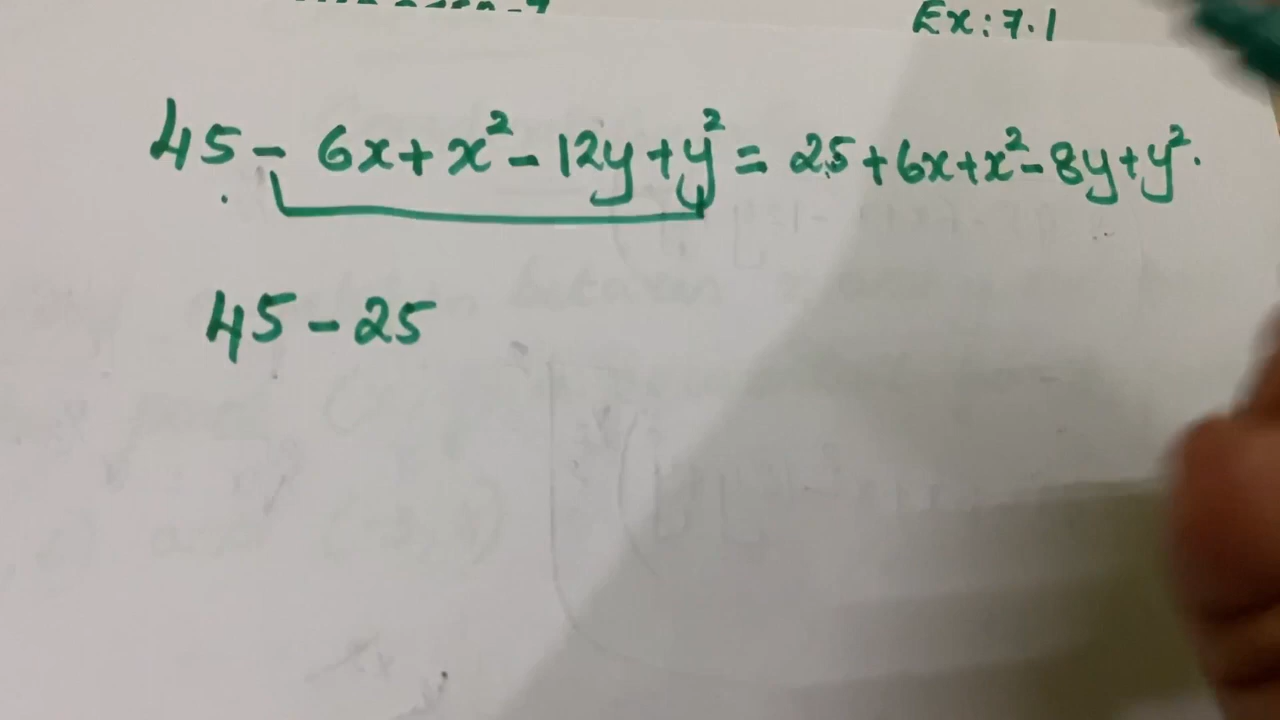 Ex: 7.1
45 - 6x + x² - 12y + y² = 25 + 6x + x² - 8y + y².
45 - 25